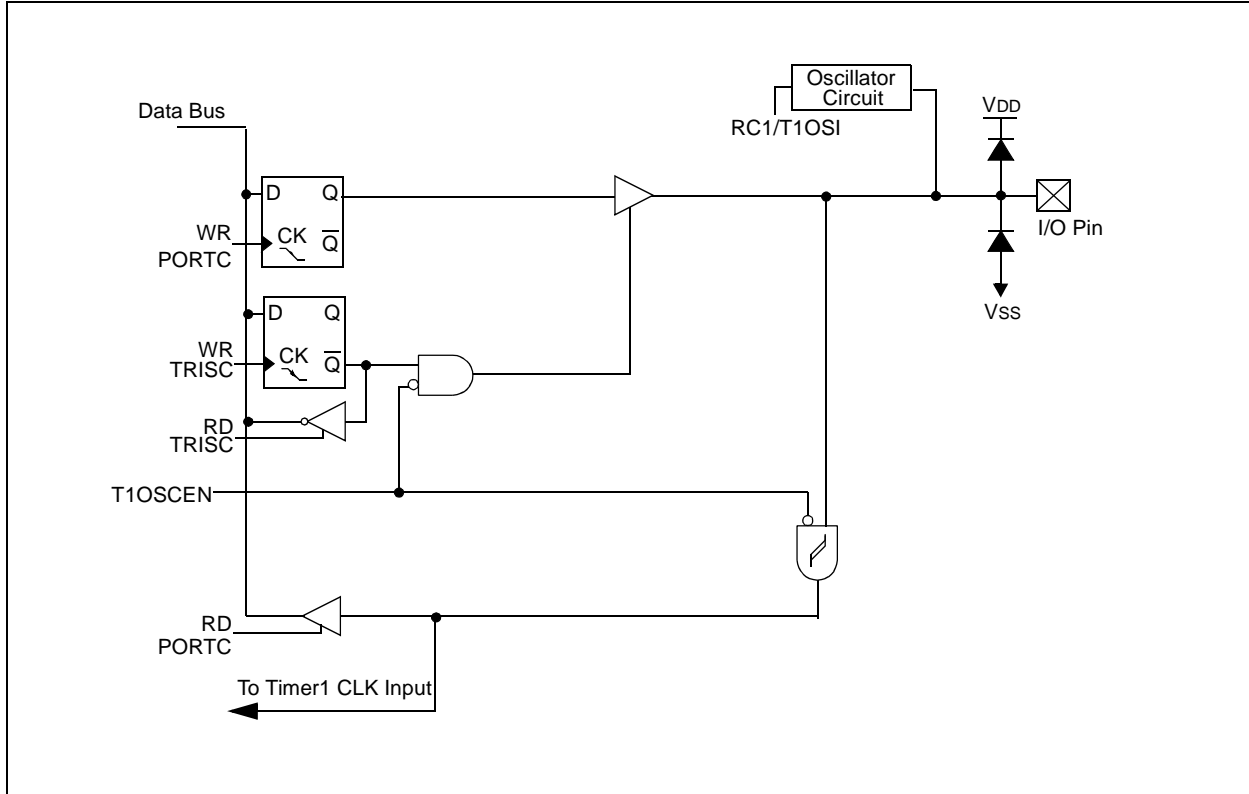 Oscillator
Circuit
Data Bus
VDD
RC1/T1OSI
D Q
WR
PORTC
CK Q̅
I/O Pin
D Q
VSS
WR
TRISC
CK Q̅
RD
TRISC
T1OSCEN
RD
PORTC
To Timer1 CLK Input